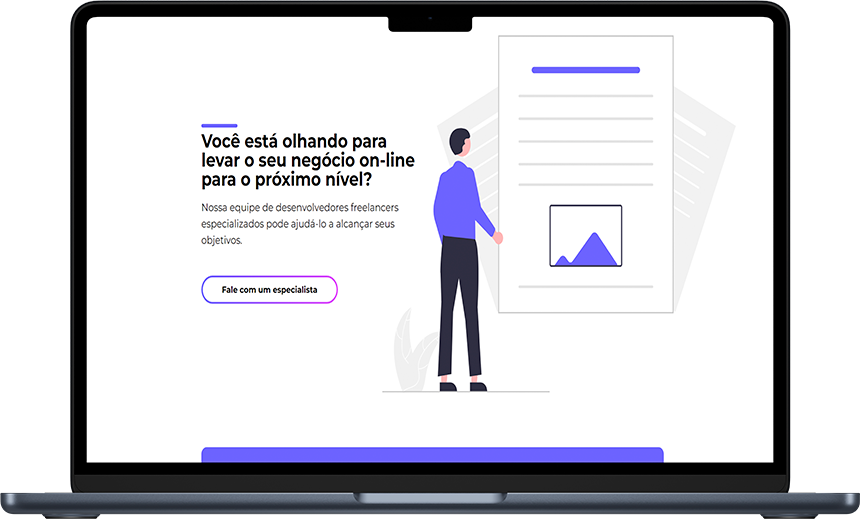 Você está olhando para
levar o seu negócio on-line
para o próximo nível?
Nossa equipe de desenvolvedores freelancers
especializados pode ajudá-lo a alcançar seus
objetivos.
Fale com um especialista